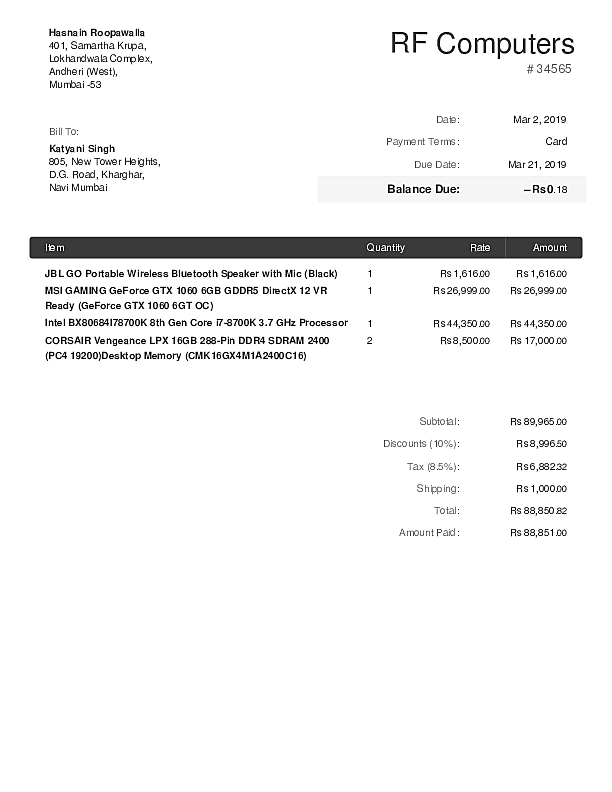 Hasnain Roopawalla
401, Samartha Krupa,
Lokhandwala Complex,
Andheri (West),
Mumbai -53
RF Computers
# 34565
Bill To:
Katyani Singh
805, New Tower Heights,
D.G. Road, Kharghar,
Navi Mumbai
Date: Mar 2, 2019
Payment Terms: Card
Due Date: Mar 21, 2019
Balance Due: –Rs0.18
Item Quantity Rate Amount
JBL GO Portable Wireless Bluetooth Speaker with Mic (Black) 1 Rs 1,616.00 Rs 1,616.00
MSI GAMING GeForce GTX 1060 6GB GDDR5 DirectX 12 VR 1 Rs 26,999.00 Rs 26,999.00
Ready (GeForce GTX 1060 6GT OC)
Intel BX80684I78700K 8th Gen Core i7-8700K 3.7 GHz Processor 1 Rs 44,350.00 Rs 44,350.00
CORSAIR Vengeance LPX 16GB 288-Pin DDR4 SDRAM 2400 2 Rs8,500.00 Rs 17,000.00
(PC4 19200)Desktop Memory (CMK16GX4M1A2400C16)
Subtotal: Rs 89,965.00
Discounts (10%): Rs 8,996.50
Tax (8.5%): Rs 6,882.32
Shipping: Rs 1,000.00
Total: Rs 88,850.82
Amount Paid: Rs 88,851.00